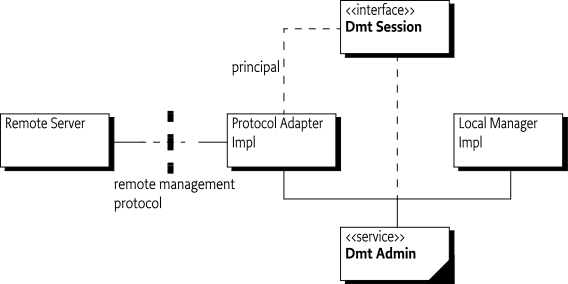 <<interface>>
Dmt Session
principal
Remote Server
Protocol Adapter
Impl
Local Manager
Impl
remote management
protocol
<<service>>
Dmt Admin